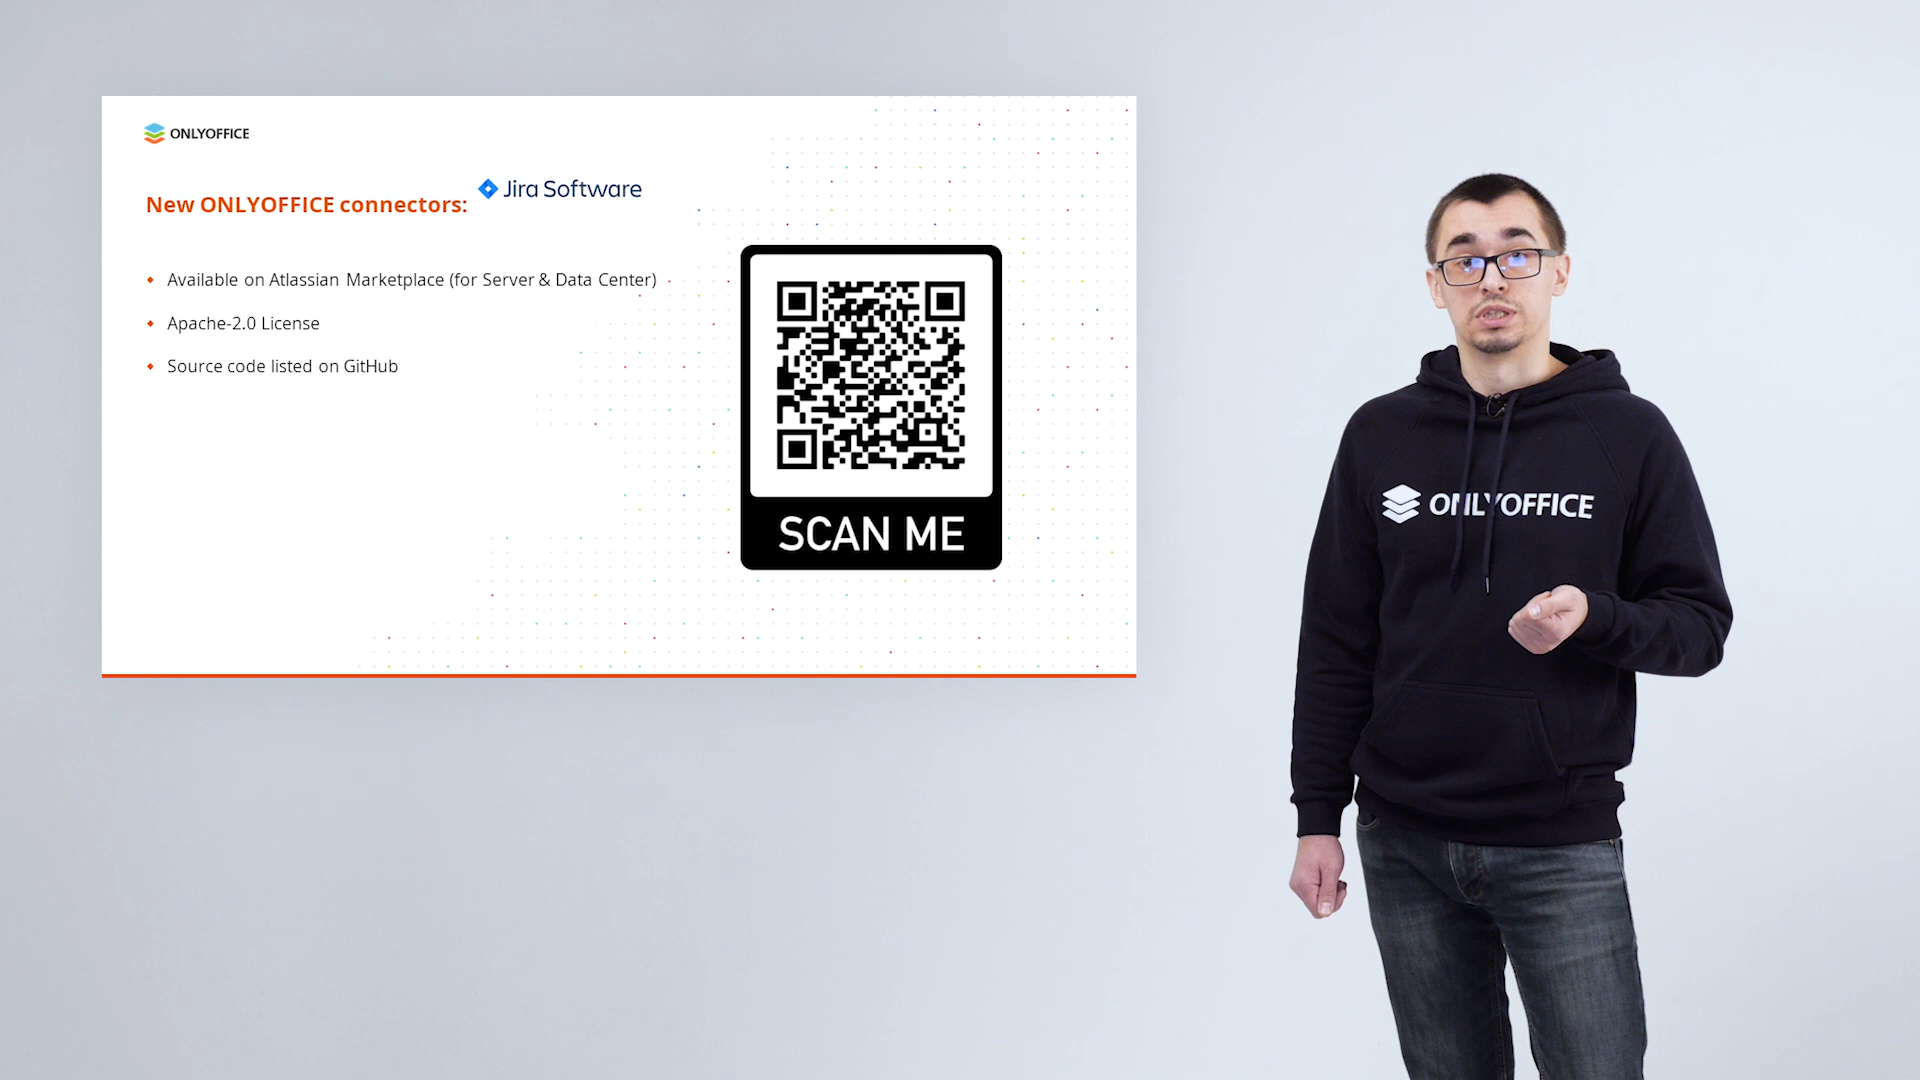 ONLYOFFICE
Jira Software
New ONLYOFFICE connectors:
Available on Atlassian Marketplace (for Server & Data Center)
Apache-2.0 License
Source code listed on GitHub
SCAN ME
ONLYOFFICE